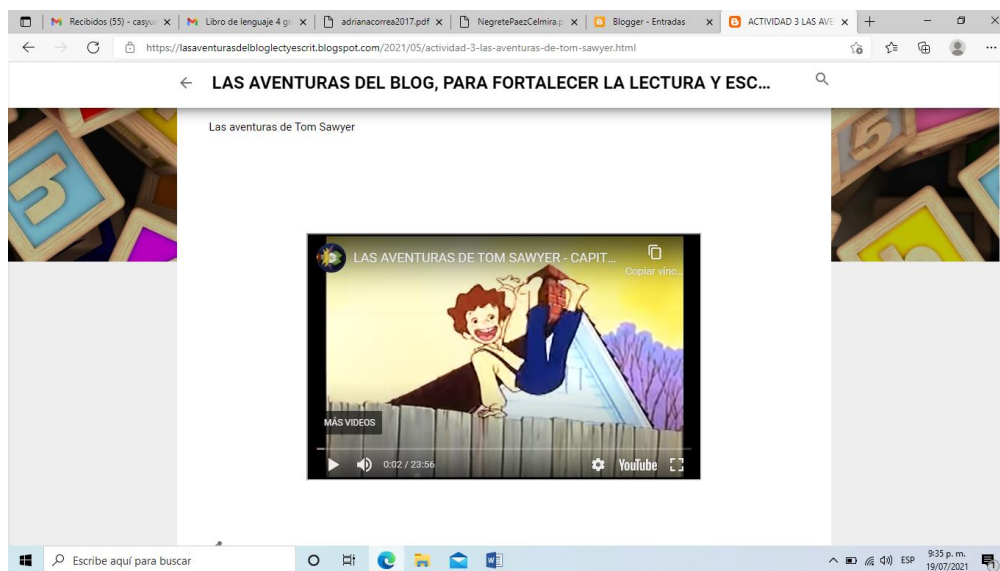 Recibidos (55) - casyu
Libro de lenguaje 4 gr
adrianacorrea2017.pdf
NegretePaezCelmira.p
Blogger - Entradas
ACTIVIDAD 3 LAS AVE
https://lasaventurasdelbloglectyescrit.blogspot.com/2021/05/actividad-3-las-aventuras-de-tom-sawyer.html
LAS AVENTURAS DEL BLOG, PARA FORTALECER LA LECTURA Y ESC...
Las aventuras de Tom Sawyer
LAS AVENTURAS DE TOM SAWYER - CAPIT...
Copiar vínc...
MÁS VIDEOS
0:02 / 23:56
YouTube
Escribe aquí para buscar
ESP
9:35 p. m.
19/07/2021